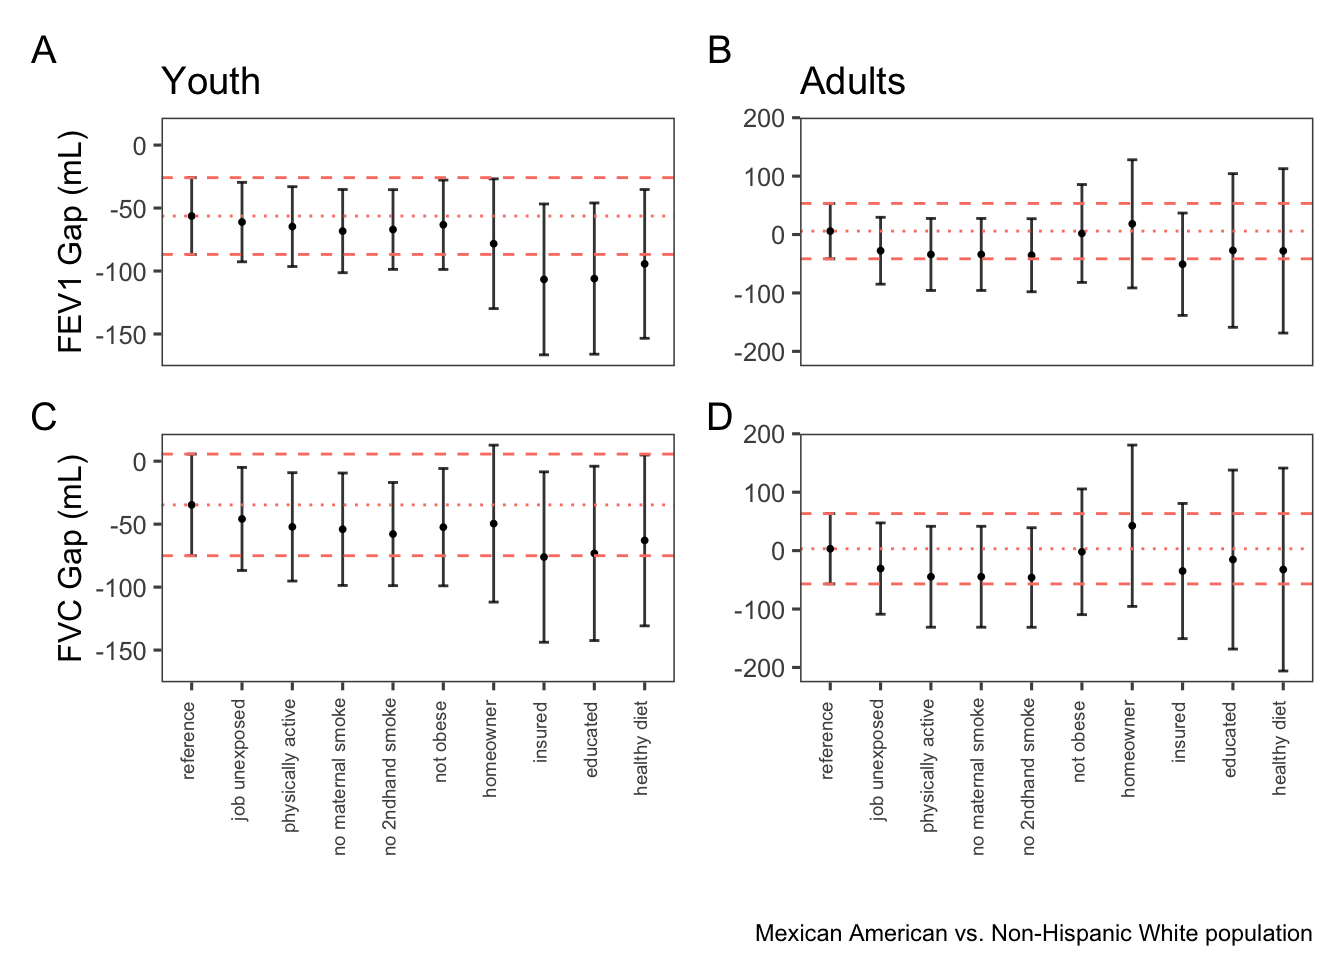 A
B
Youth
Adults
FEV1 Gap (mL)
0
-50
-100
-150
200
100
0
-100
-200
C
D
FVC Gap (mL)
0
-50
-100
-150
200
100
0
-100
-200
reference
job unexposed
physically active
no maternal smoke
no 2ndhand smoke
not obese
homeowner
insured
educated
healthy diet
reference
job unexposed
physically active
no maternal smoke
no 2ndhand smoke
not obese
homeowner
insured
educated
healthy diet
Mexican American vs. Non-Hispanic White population